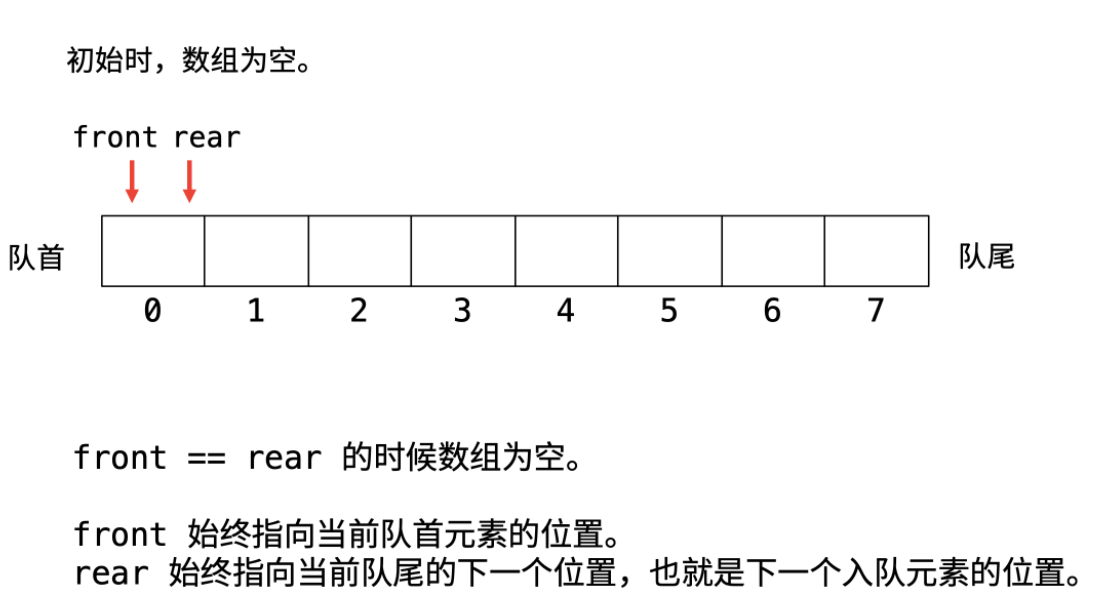 初始时，数组为空。
front rear
队首
队尾
0 1 2 3 4 5 6 7
front == rear 的时候数组为空。
front 始终指向当前队首元素的位置。
rear 始终指向当前队尾的下一个位置，也就是下一个入队元素的位置。